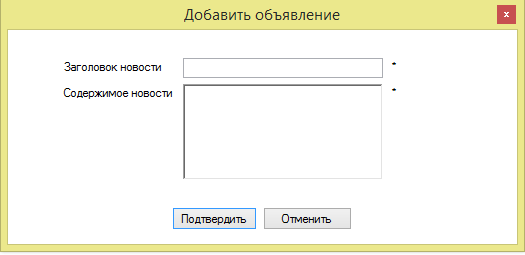 Добавить объявление
x
Заголовок новости *
Содержимое новости *
Подтвердить Отменить